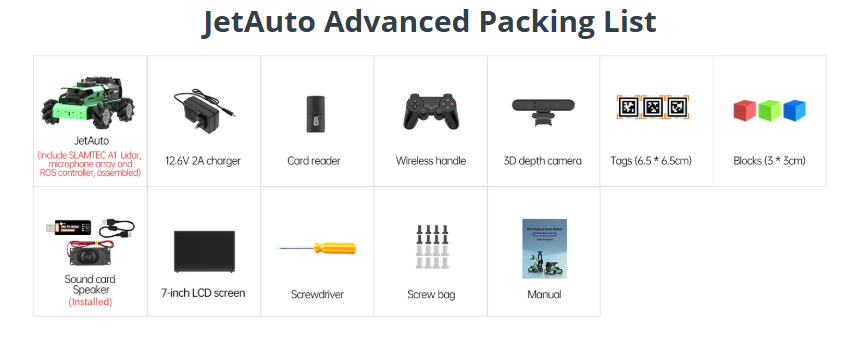 JetAuto Advanced Packing List
JetAuto
(include SLAMTEC A1 Lidar,
microphone array and
ROS controller, assembled)
12.6V 2A charger
Card reader
Wireless handle
3D depth camera
Tags (6.5 * 6.5cm)
Blocks (3 * 3cm)
Sound card
Speaker
(Installed)
7-inch LCD screen
Screwdriver
Screw bag
Manual